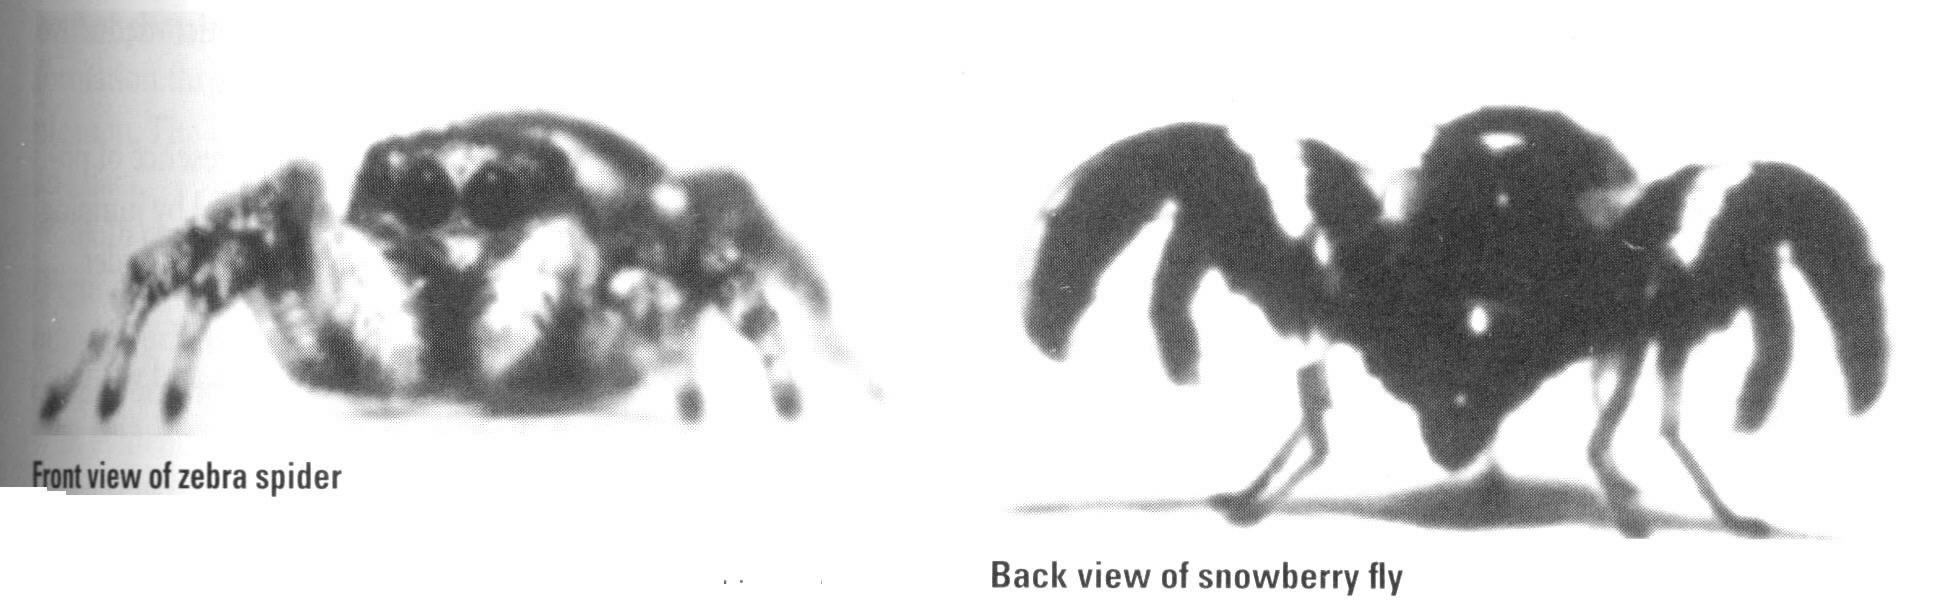 Front view of zebra spider
Back view of snowberry fly